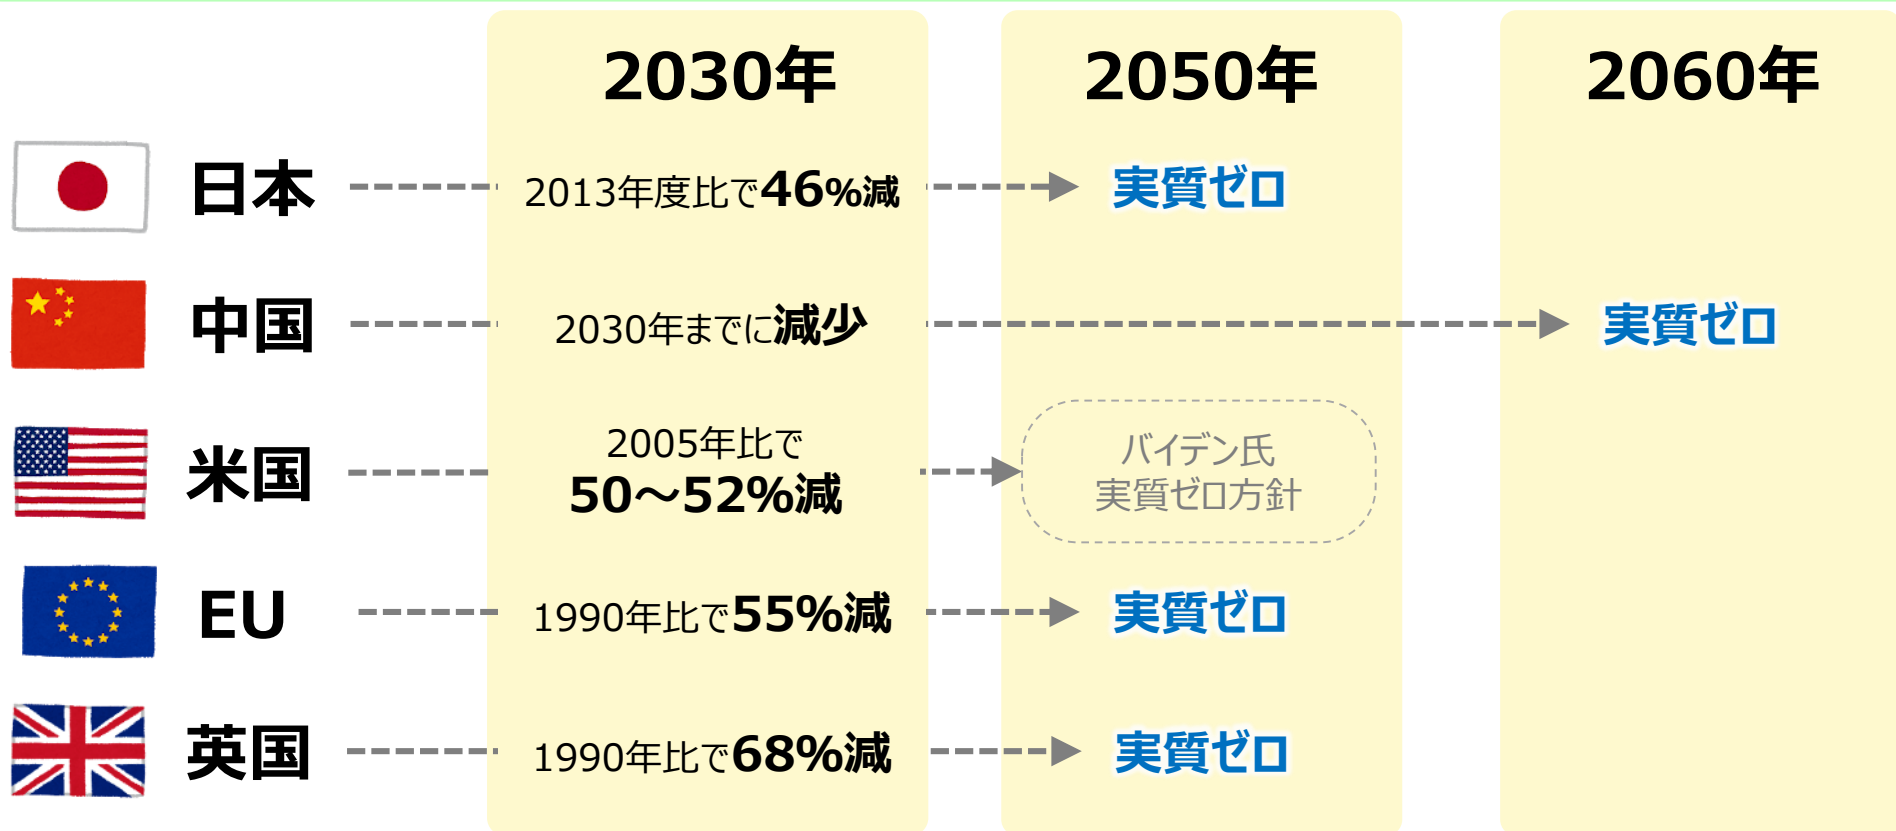 2030年 2050年 2060年
日本 2013年度比で46%減 実質ゼロ
中国 2030年までに減少 実質ゼロ
米国 2005年比で
50～52%減
バイデン氏
実質ゼロ方針
EU 1990年比で55%減 実質ゼロ
英国 1990年比で68%減 実質ゼロ